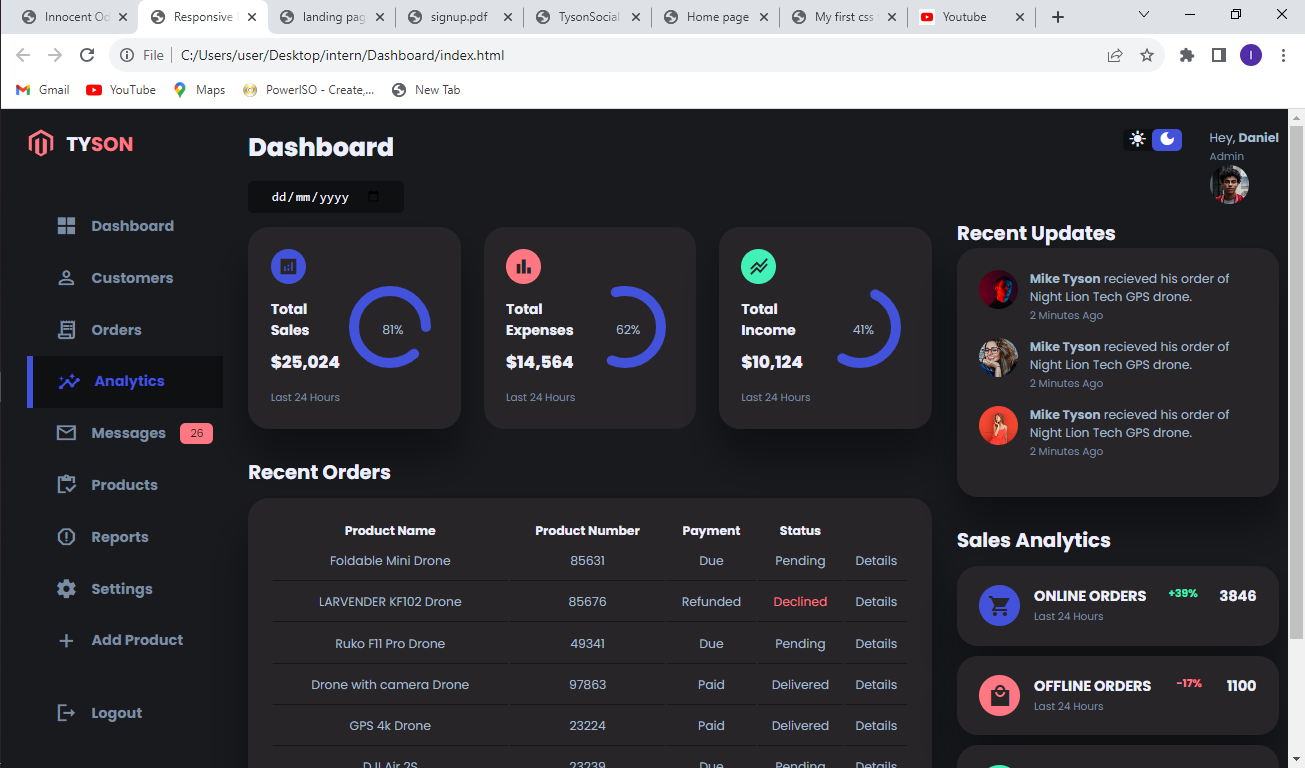 Innocent Od
Responsive
landing pag
signup.pdf
TysonSocial
Home page
My first css
Youtube
File
C:/Users/user/Desktop/intern/Dashboard/index.html
I
Gmail
YouTube
Maps
PowerISO - Create,...
New Tab
TYSON
Dashboard
Customers
Orders
Analytics
Messages 26
Products
Reports
Settings
Add Product
Logout
Dashboard
dd/mm/yyyy
Total
Sales
$25,024
81%
Last 24 Hours
Total
Expenses
$14,564
62%
Last 24 Hours
Total
Income
$10,124
41%
Last 24 Hours
Recent Orders
Product Name Product Number Payment Status
Foldable Mini Drone 85631 Due Pending Details
LARVENDER KF102 Drone 85676 Refunded Declined Details
Ruko F11 Pro Drone 49341 Due Pending Details
Drone with camera Drone 97863 Paid Delivered Details
GPS 4k Drone 23224 Paid Delivered Details
DJI Air 2S 23239 Due Pending Details
Hey, Daniel
Admin
Recent Updates
Mike Tyson recieved his order of
Night Lion Tech GPS drone.
2 Minutes Ago
Mike Tyson recieved his order of
Night Lion Tech GPS drone.
2 Minutes Ago
Mike Tyson recieved his order of
Night Lion Tech GPS drone.
2 Minutes Ago
Sales Analytics
ONLINE ORDERS +39% 3846
Last 24 Hours
OFFLINE ORDERS -17% 1100
Last 24 Hours